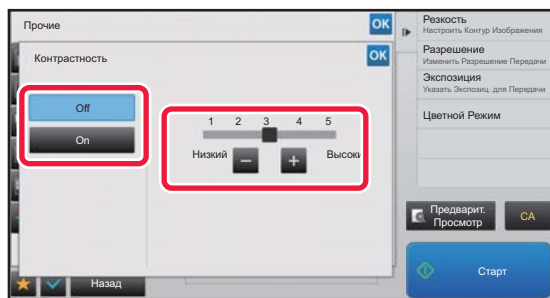 Прочие
OK
Контрастность
OK
Off
On
1 2 3 4 5
Низкий
Высоки
Назад
Резкость
Настроить Контур Изображения
Разрешение
Изменить Разрешение Передачи
Экспозиция
Указать Экспозиц. для Передачи
Цветной Режим
Предварит.
Просмотр
CA
Старт